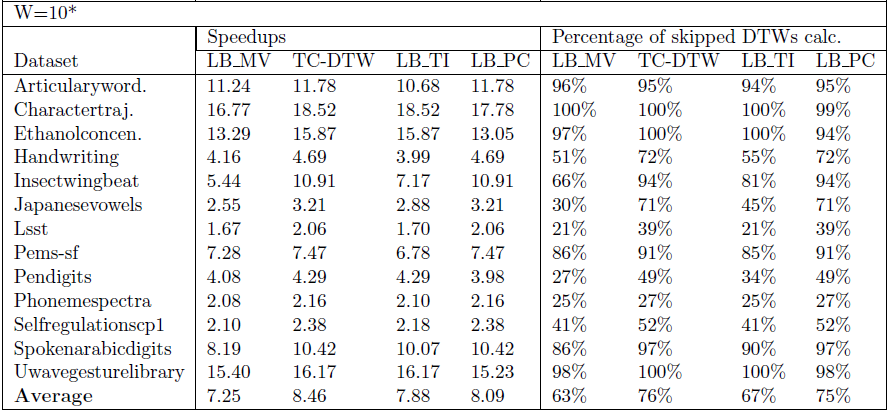 W=10*
Speedups Percentage of skipped DTWs calc.
Dataset LB_MV TC-DTW LB_TI LB_PC LB_MV TC-DTW LB_TI LB_PC
Articularyword. 11.24 11.78 10.68 11.78 96% 95% 94% 95%
Charactertraj. 16.77 18.52 18.52 17.78 100% 100% 100% 99%
Ethanolconcen. 13.29 15.87 15.87 13.05 97% 100% 100% 94%
Handwriting 4.16 4.69 3.99 4.69 51% 72% 55% 72%
Insectwingbeat 5.44 10.91 7.17 10.91 66% 94% 81% 94%
Japanesevowels 2.55 3.21 2.88 3.21 30% 71% 45% 71%
Lsst 1.67 2.06 1.70 2.06 21% 39% 21% 39%
Pems-sf 7.28 7.47 6.78 7.47 86% 91% 85% 91%
Pendigits 4.08 4.29 4.29 3.98 27% 49% 34% 49%
Phonemespectra 2.08 2.16 2.10 2.16 25% 27% 25% 27%
Selfregulationscp1 2.10 2.38 2.18 2.38 41% 52% 41% 52%
Spokenarabicdigits 8.19 10.42 10.07 10.42 86% 97% 90% 97%
Uwavegesturelibrary 15.40 16.17 16.17 15.23 98% 100% 100% 98%
Average 7.25 8.46 7.88 8.09 63% 76% 67% 75%